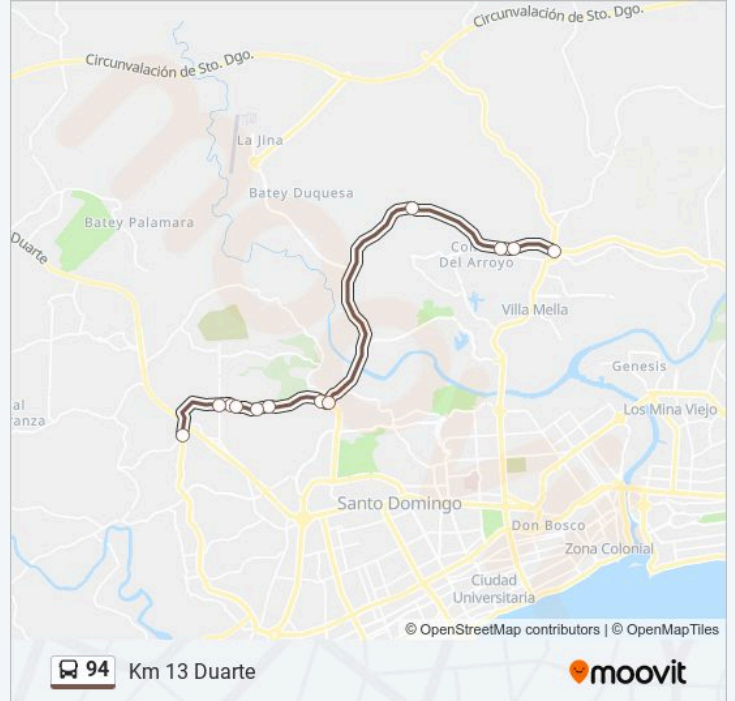 Circunvalación de Sto. Dgo.
Circunvalación de Sto. Dgo.
La Jina
Batey Duquesa
Batey Palamara
Duarte
Del Arroyo
Villa Mella
Genesis
Los Mina Viejo
Santo Domingo
Don Bosco
Zona Colonial
Ciudad
Universitaria
© OpenStreetMap contributors | © OpenMapTiles
94 Km 13 Duarte
moovit